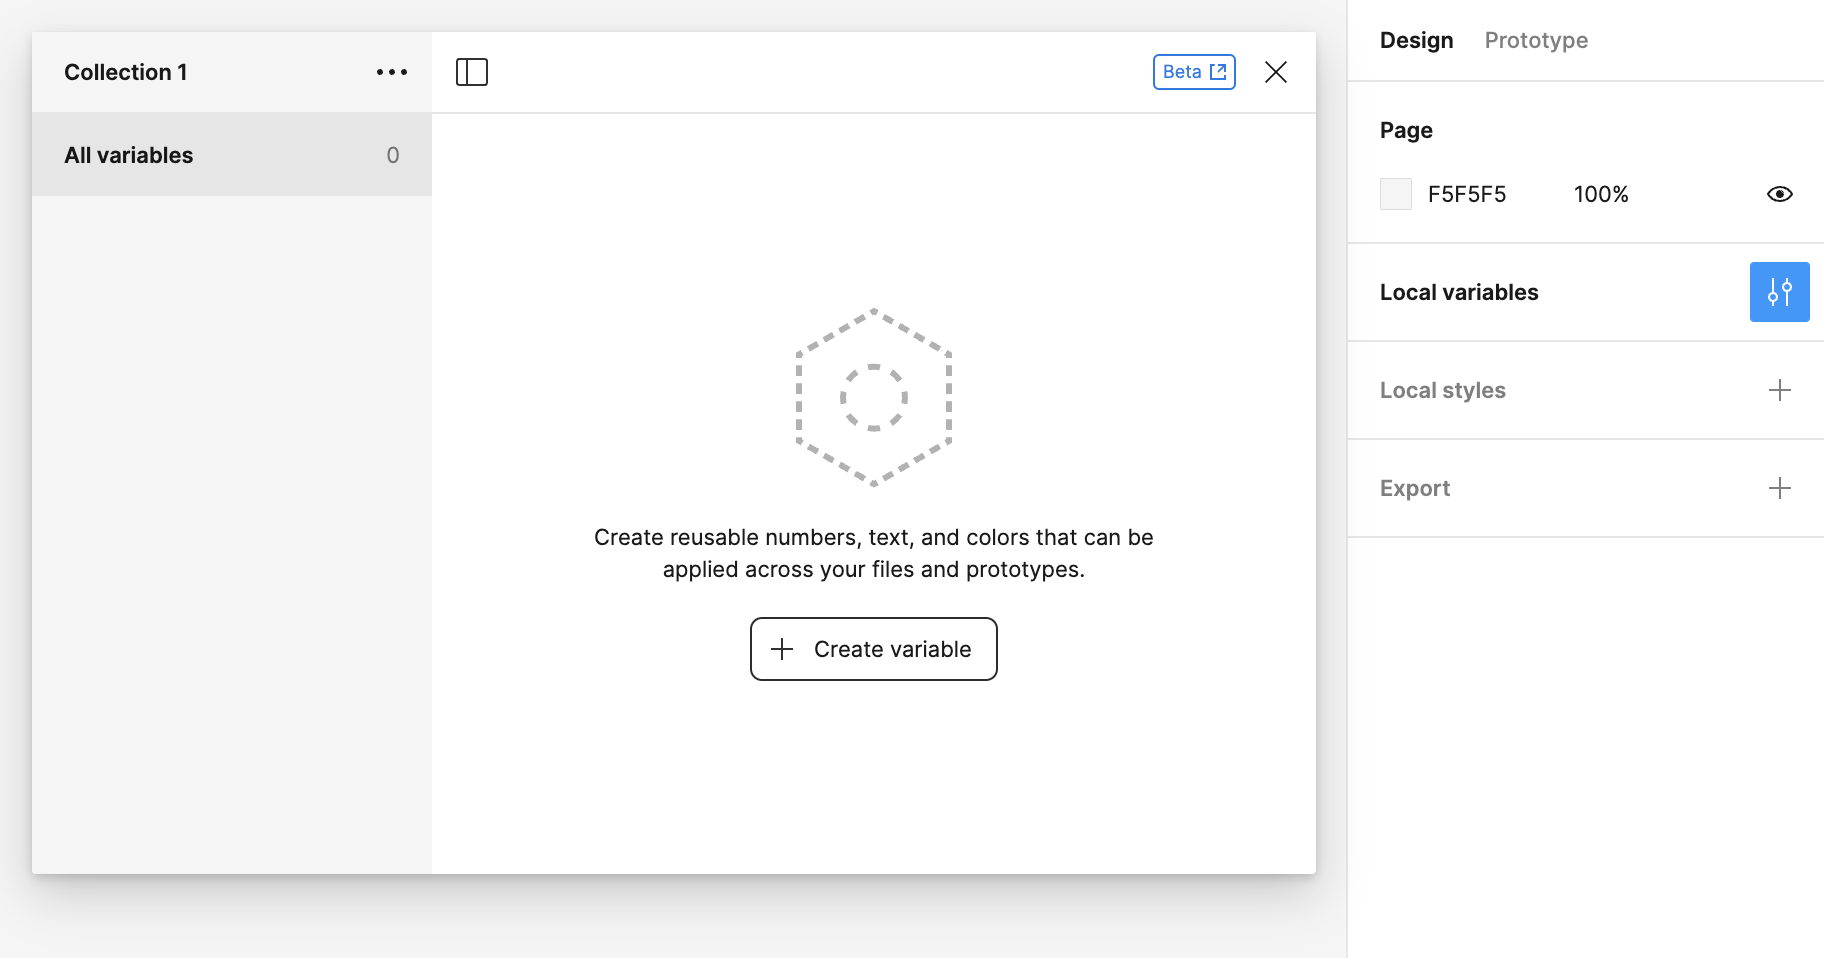 Collection 1
All variables 0
Beta
Create reusable numbers, text, and colors that can be
applied across your files and prototypes.
Create variable
Design Prototype
Page
F5F5F5 100%
Local variables
Local styles
Export